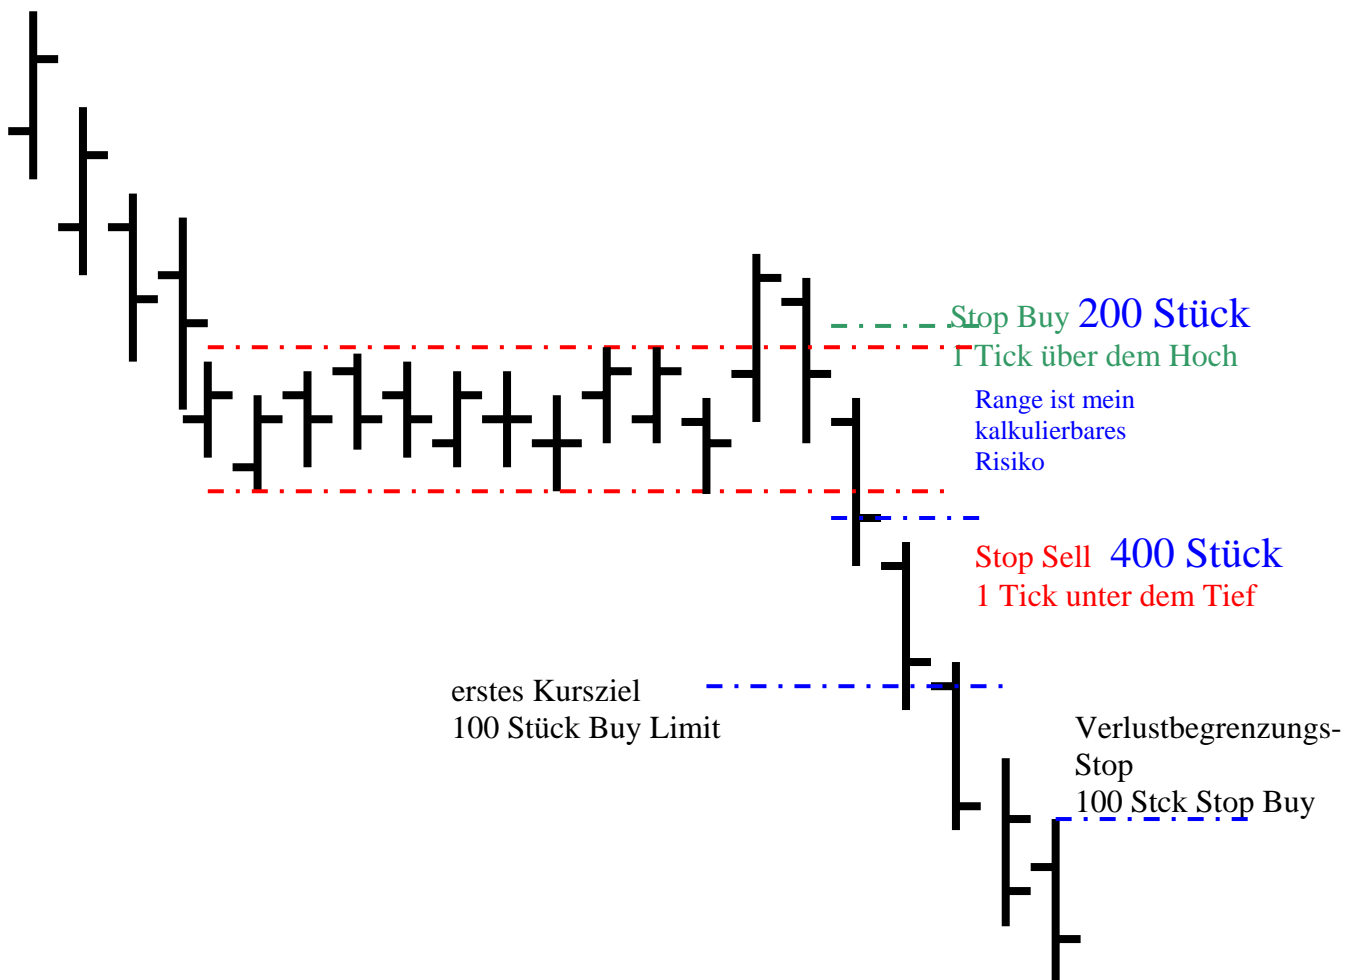 Stop Buy 200 Stück
1 Tick über dem Hoch
Range ist mein
kalkulierbares
Risiko
Stop Sell 400 Stück
1 Tick unter dem Tief
erstes Kursziel
100 Stück Buy Limit
Verlustbegrenzungs-
Stop
100 Stck Stop Buy